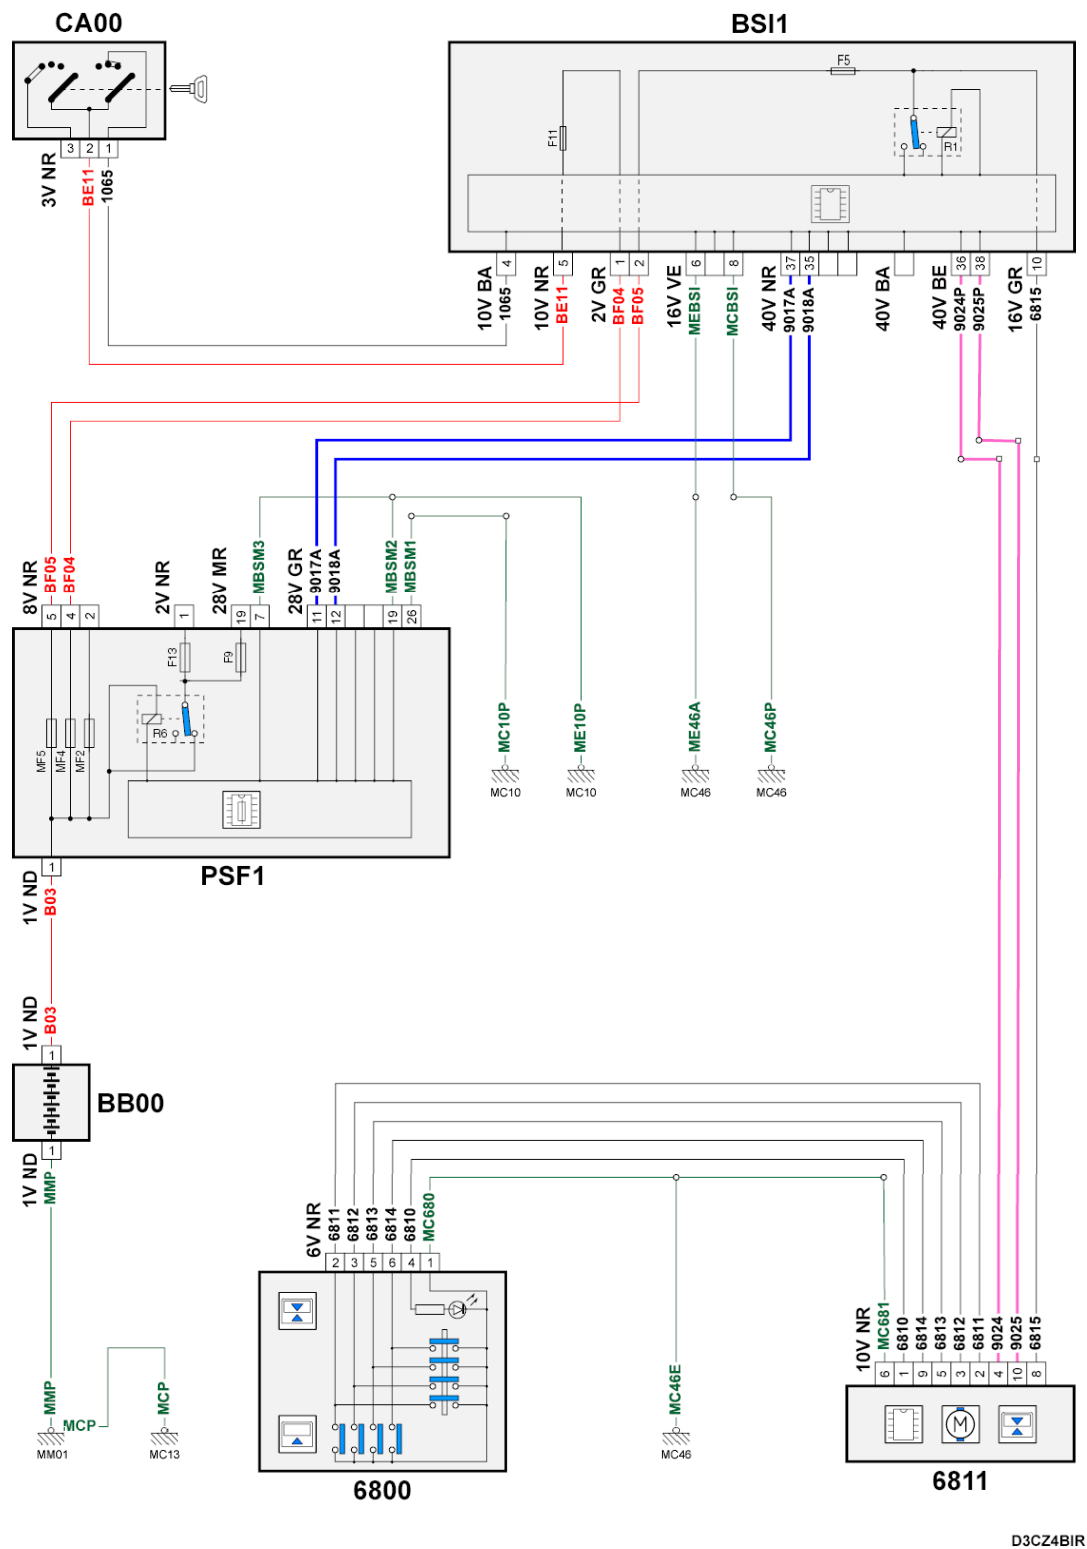 CA00
BSI1
F5
F11
R1
3 2 1
3V NR
BE11
1065
4 5 1 2 6 8 37 35 36 38 10
10V BA
1065
10V NR
BE11
2V GR
BF04
BF05
16V VE
MEBSI
MCBSI
40V NR
9017A
9018A
40V BA
40V BE
9024P
9025P
16V GR
6815
8V NR
BF05
BF04
2V NR
28V MR
MBSM3
28V GR
9017A
9018A
MBSM2
MBSM1
5 4 2 1 19 7 11 12 19 26
F13
F9
R6
MF5
MF4
MF2
MC10P
ME10P
ME46A
MC46P
MC10
MC10
MC46
MC46
PSF1
1
1V ND
B03
1V ND
B03
1
BB00
1
1V ND
MMP
6V NR
6811
6812
6813
6814
6810
MC680
2 3 5 6 4 1
10V NR
MC681
6810
6814
6813
6812
6811
9024
9025
6815
6 1 9 5 3 2 4 10 8
MMP
MCP
MCP
MC46E
M
MM01
MC13
MC46
6800
6811
D3CZ4BIR